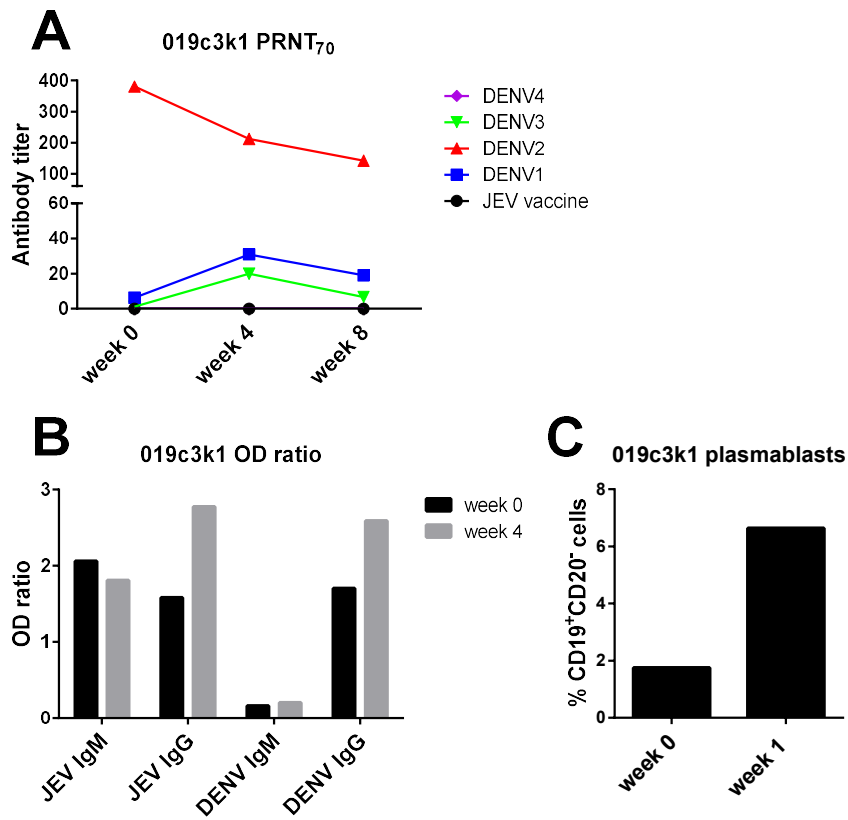 A
019c3k1 PRNT70
Antibody titer
400
300
200
100
60
40
20
0
week 0
week 4
week 8
DENV4
DENV3
DENV2
DENV1
JEV vaccine
B
019c3k1 OD ratio
OD ratio
3
2
1
0
JEV IgM
JEV IgG
DENV IgM
DENV IgG
week 0
week 4
C
019c3k1 plasmablasts
% CD19+CD20- cells
8
6
4
2
0
week 0
week 1